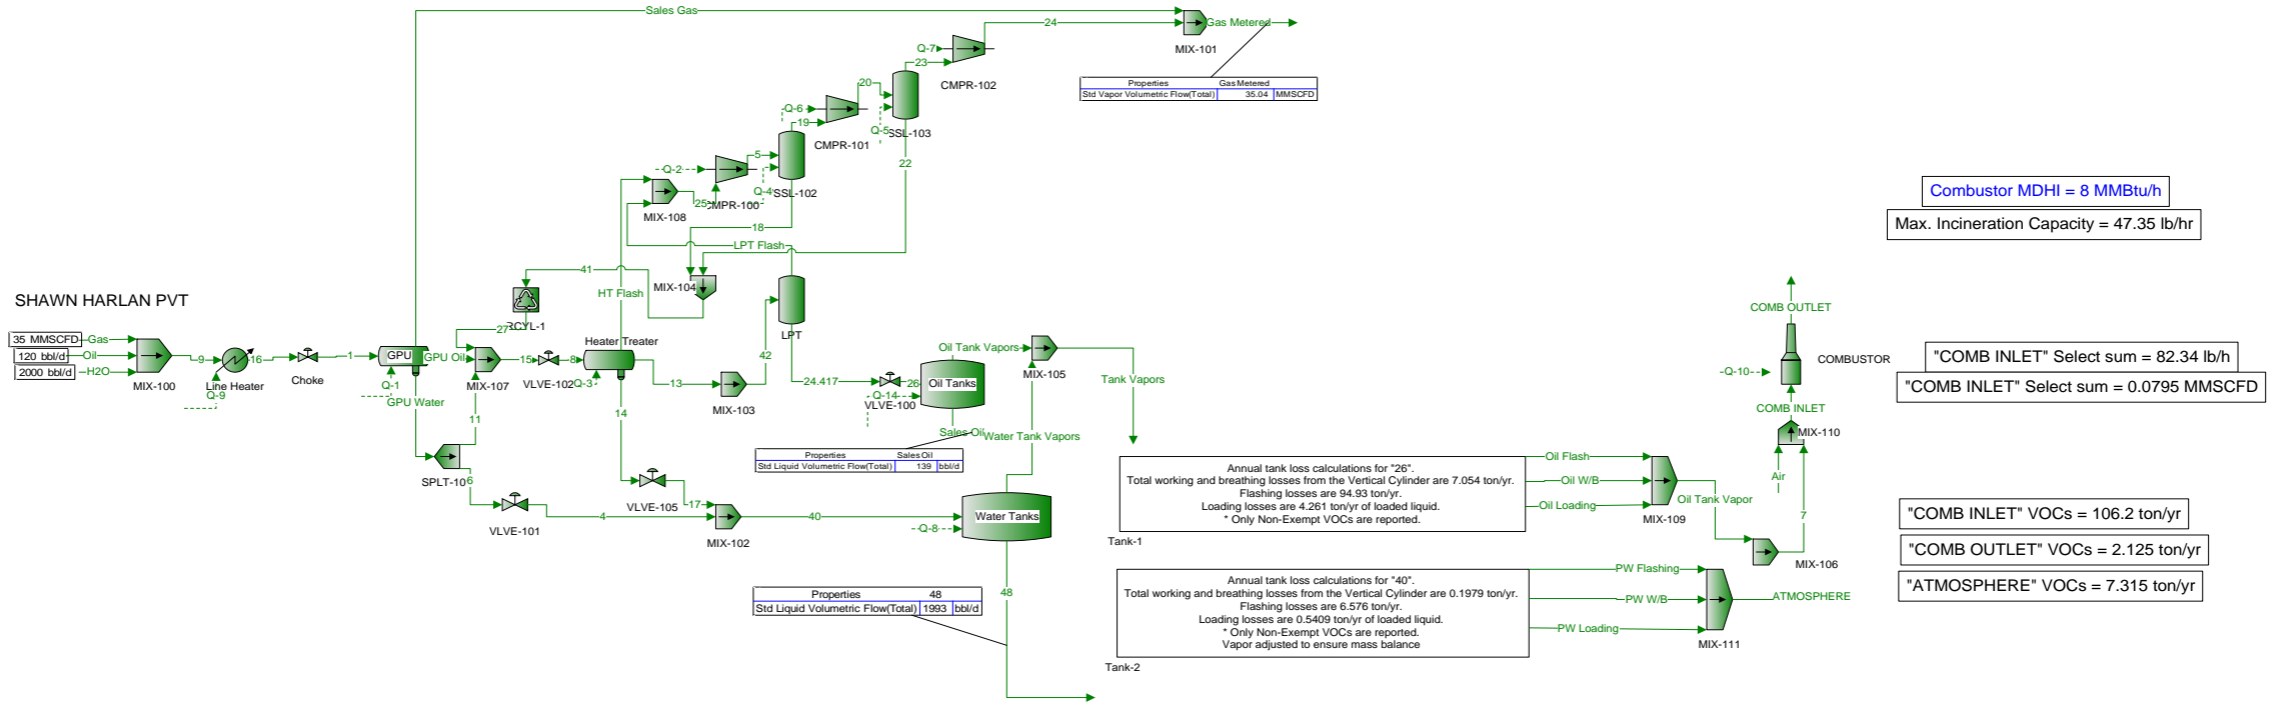 Sales Gas
24
Gas Metered
MIX-101
Properties Gas Metered
Std Vapor Volumetric Flow(Total) 35.04 MMSCFD
Q-7
CMPR-102
23
20
Q-6
19
CMPR-101
Q-5
SSL-103
22
Q-2
5
Q-4
SSL-102
25
CMPR-100
MIX-108
18
LPT Flash
41
MIX-104
HT Flash
RCYL-1
27
LPT
42
SHAWN HARLAN PVT
35 MMSCFD Gas
120 bbl/d Oil
2000 bbl/d H2O
MIX-100
9
16
Line Heater
Q-9
Choke
1
GPU
Q-1
GPU Oil
GPU Water
MIX-107
15
VLVE-102
8
Heater Treater
Q-3
13
MIX-103
14
11
SPLT-10
6
VLVE-101
4
VLVE-105
17
MIX-102
40
24.417
VLVE-100
26
Q-14
Oil Tanks
Oil Tank Vapors
MIX-105
Tank Vapors
Sales Oil
Water Tank Vapors
Properties Sales Oil
Std Liquid Volumetric Flow(Total) 139 bbl/d
Water Tanks
Q-8
48
Properties 48
Std Liquid Volumetric Flow(Total) 1993 bbl/d
Annual tank loss calculations for "26".
Total working and breathing losses from the Vertical Cylinder are 7.054 ton/yr.
Flashing losses are 94.93 ton/yr.
Loading losses are 4.261 ton/yr of loaded liquid.
* Only Non-Exempt VOCs are reported.
Tank-1
Oil Flash
Oil W/B
Oil Loading
MIX-109
Oil Tank Vapor
MIX-106
7
Air
MIX-110
COMB INLET
Q-10
COMBUSTOR
COMB OUTLET
Annual tank loss calculations for "40".
Total working and breathing losses from the Vertical Cylinder are 0.1979 ton/yr.
Flashing losses are 6.576 ton/yr.
Loading losses are 0.5409 ton/yr of loaded liquid.
* Only Non-Exempt VOCs are reported.
Vapor adjusted to ensure mass balance
Tank-2
PW Flashing
PW W/B
PW Loading
MIX-111
ATMOSPHERE
Combustor MDHI = 8 MMBtu/h
Max. Incineration Capacity = 47.35 lb/hr
"COMB INLET" Select sum = 82.34 lb/h
"COMB INLET" Select sum = 0.0795 MMSCFD
"COMB INLET" VOCs = 106.2 ton/yr
"COMB OUTLET" VOCs = 2.125 ton/yr
"ATMOSPHERE" VOCs = 7.315 ton/yr